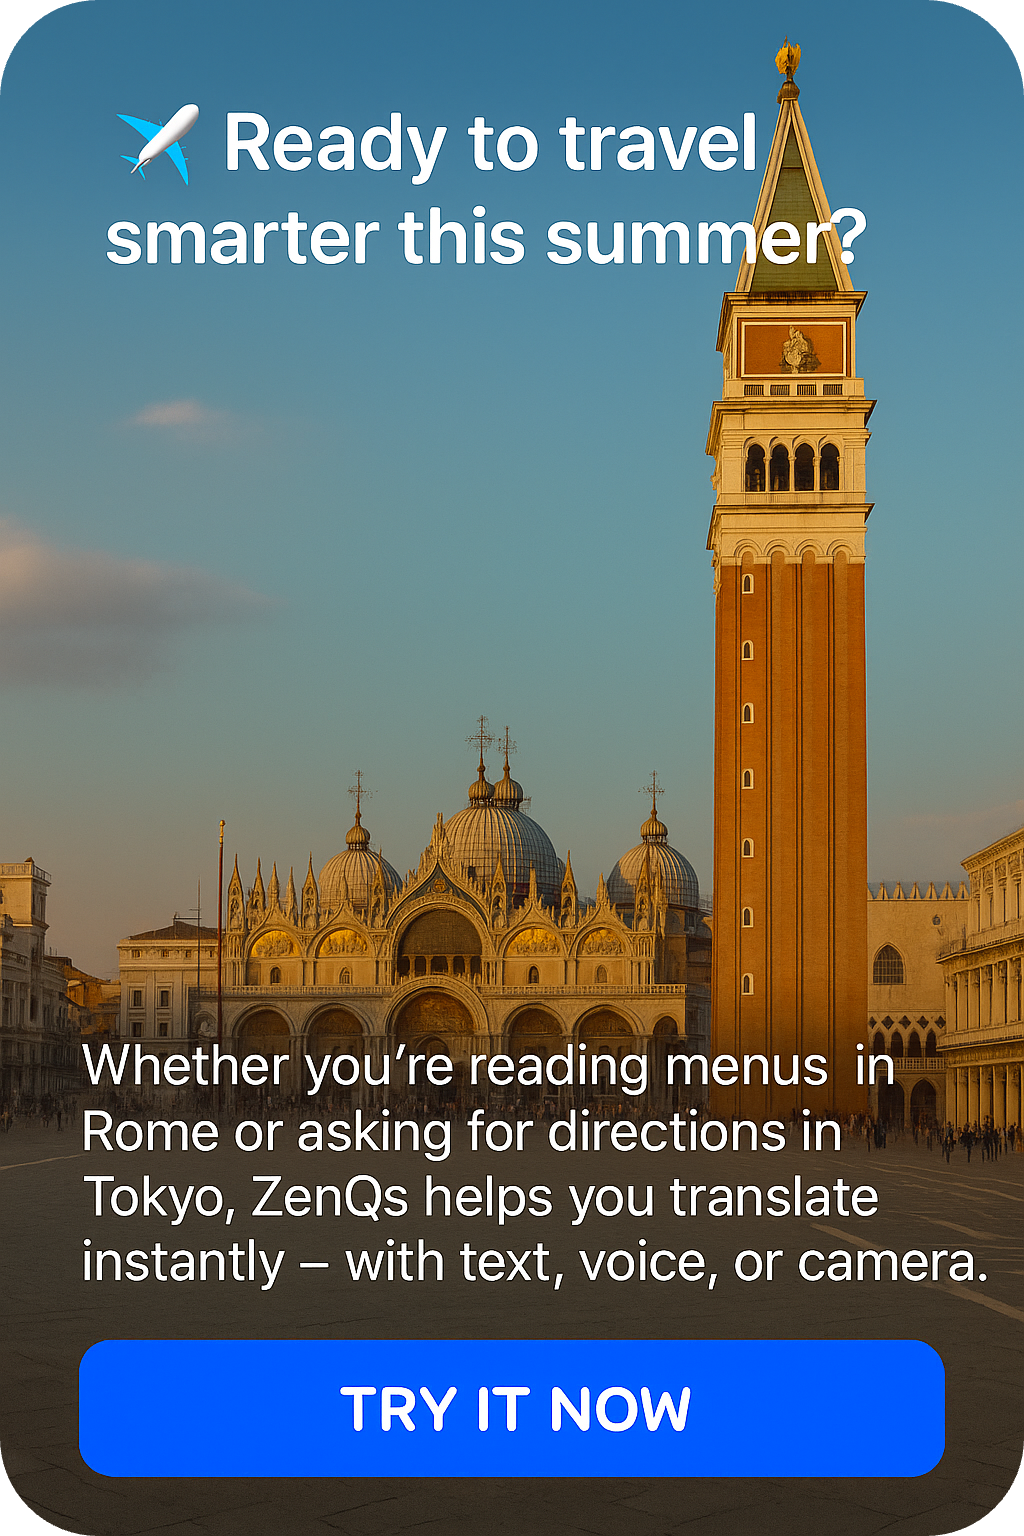 ✈️ Ready to travel
smarter this summer?
Whether you’re reading menus in
Rome or asking for directions in
Tokyo, ZenQs helps you translate
instantly – with text, voice, or camera.
TRY IT NOW